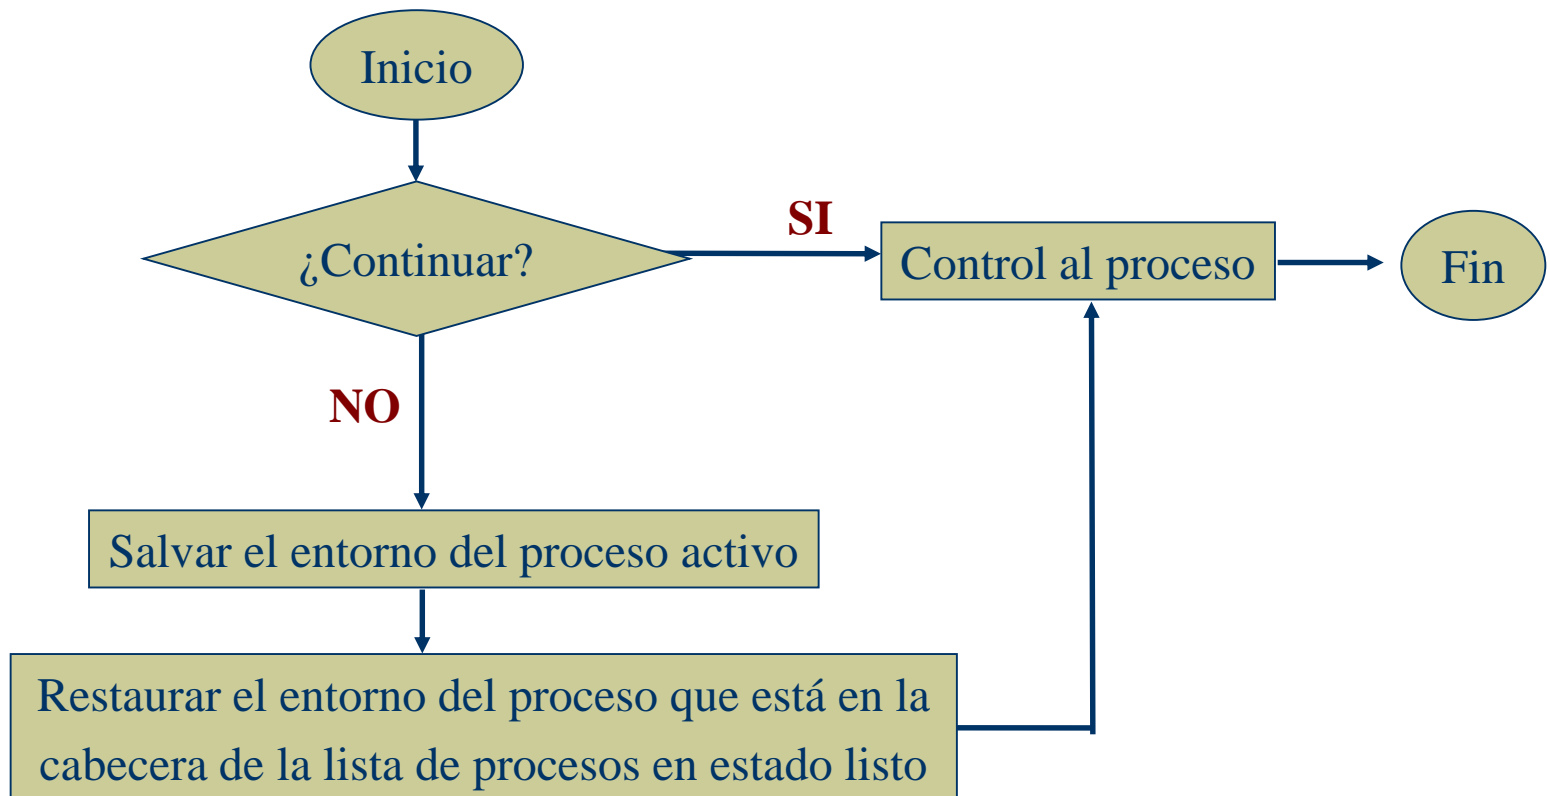 Inicio
¿Continuar?
SI
Control al proceso
Fin
NO
Salvar el entorno del proceso activo
Restaurar el entorno del proceso que está en la
cabecera de la lista de procesos en estado listo